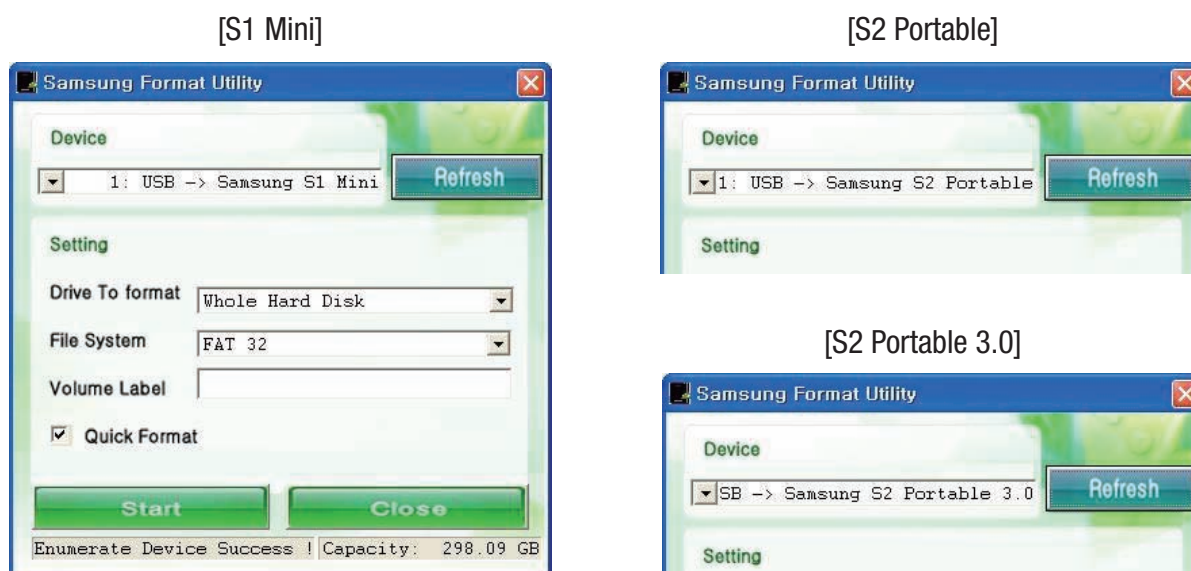 [S1 Mini]
Samsung Format Utility
Device
1: USB -> Samsung S1 Mini
Refresh
Setting
Drive To format
Whole Hard Disk
File System
FAT 32
Volume Label
Quick Format
Start
Close
Enumerate Device Success !
Capacity: 298.09 GB
[S2 Portable]
Samsung Format Utility
Device
1: USB -> Samsung S2 Portable
Refresh
Setting
[S2 Portable 3.0]
Samsung Format Utility
Device
SB -> Samsung S2 Portable 3.0
Refresh
Setting